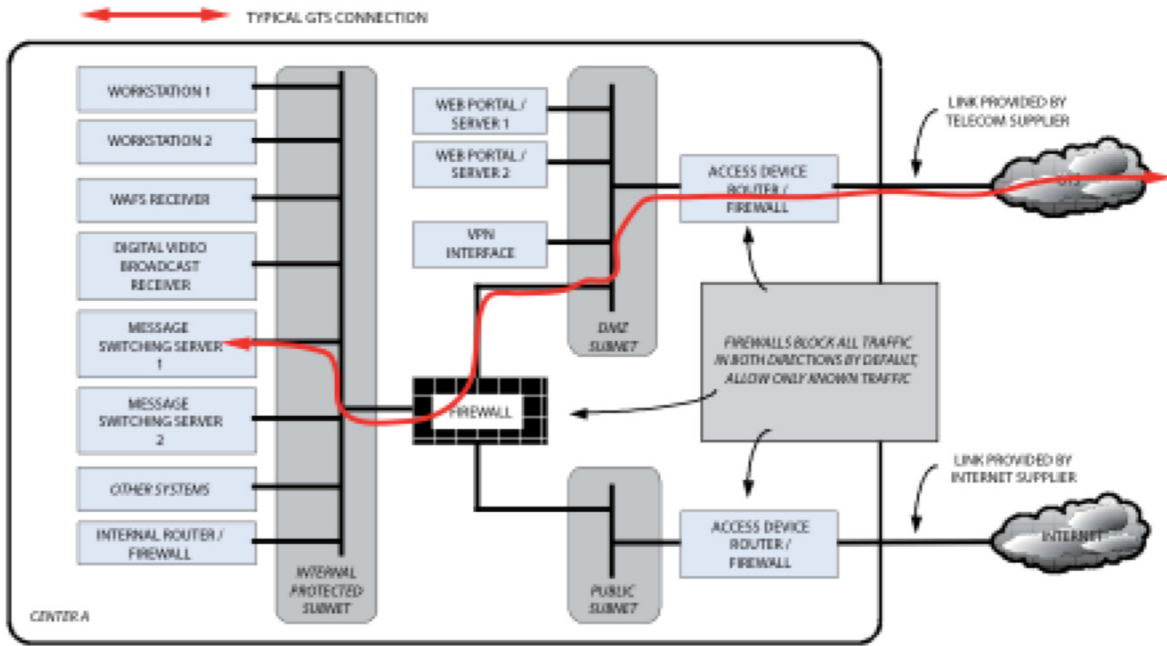 TYPICAL GTS CONNECTION
WORKSTATION 1
WORKSTATION 2
WAFS RECEIVER
DIGITAL VIDEO
BROADCAST
RECEIVER
MESSAGE
SWITCHING SERVER
1
MESSAGE
SWITCHING SERVER
2
OTHER SYSTEMS
INTERNAL ROUTER /
FIREWALL
INTERNAL
PROTECTED
SUBNET
CENTER A
WEB PORTAL /
SERVER 1
WEB PORTAL /
SERVER 2
VPN
INTERFACE
DMZ
SUBNET
FIREWALL
PUBLIC
SUBNET
ACCESS DEVICE
ROUTER /
FIREWALL
LINK PROVIDED BY
TELECOM SUPPLIER
GTS
FIREWALLS BLOCK ALL TRAFFIC
IN BOTH DIRECTIONS BY DEFAULT,
ALLOW ONLY KNOWN TRAFFIC
ACCESS DEVICE
ROUTER /
FIREWALL
LINK PROVIDED BY
INTERNET SUPPLIER
INTERNET